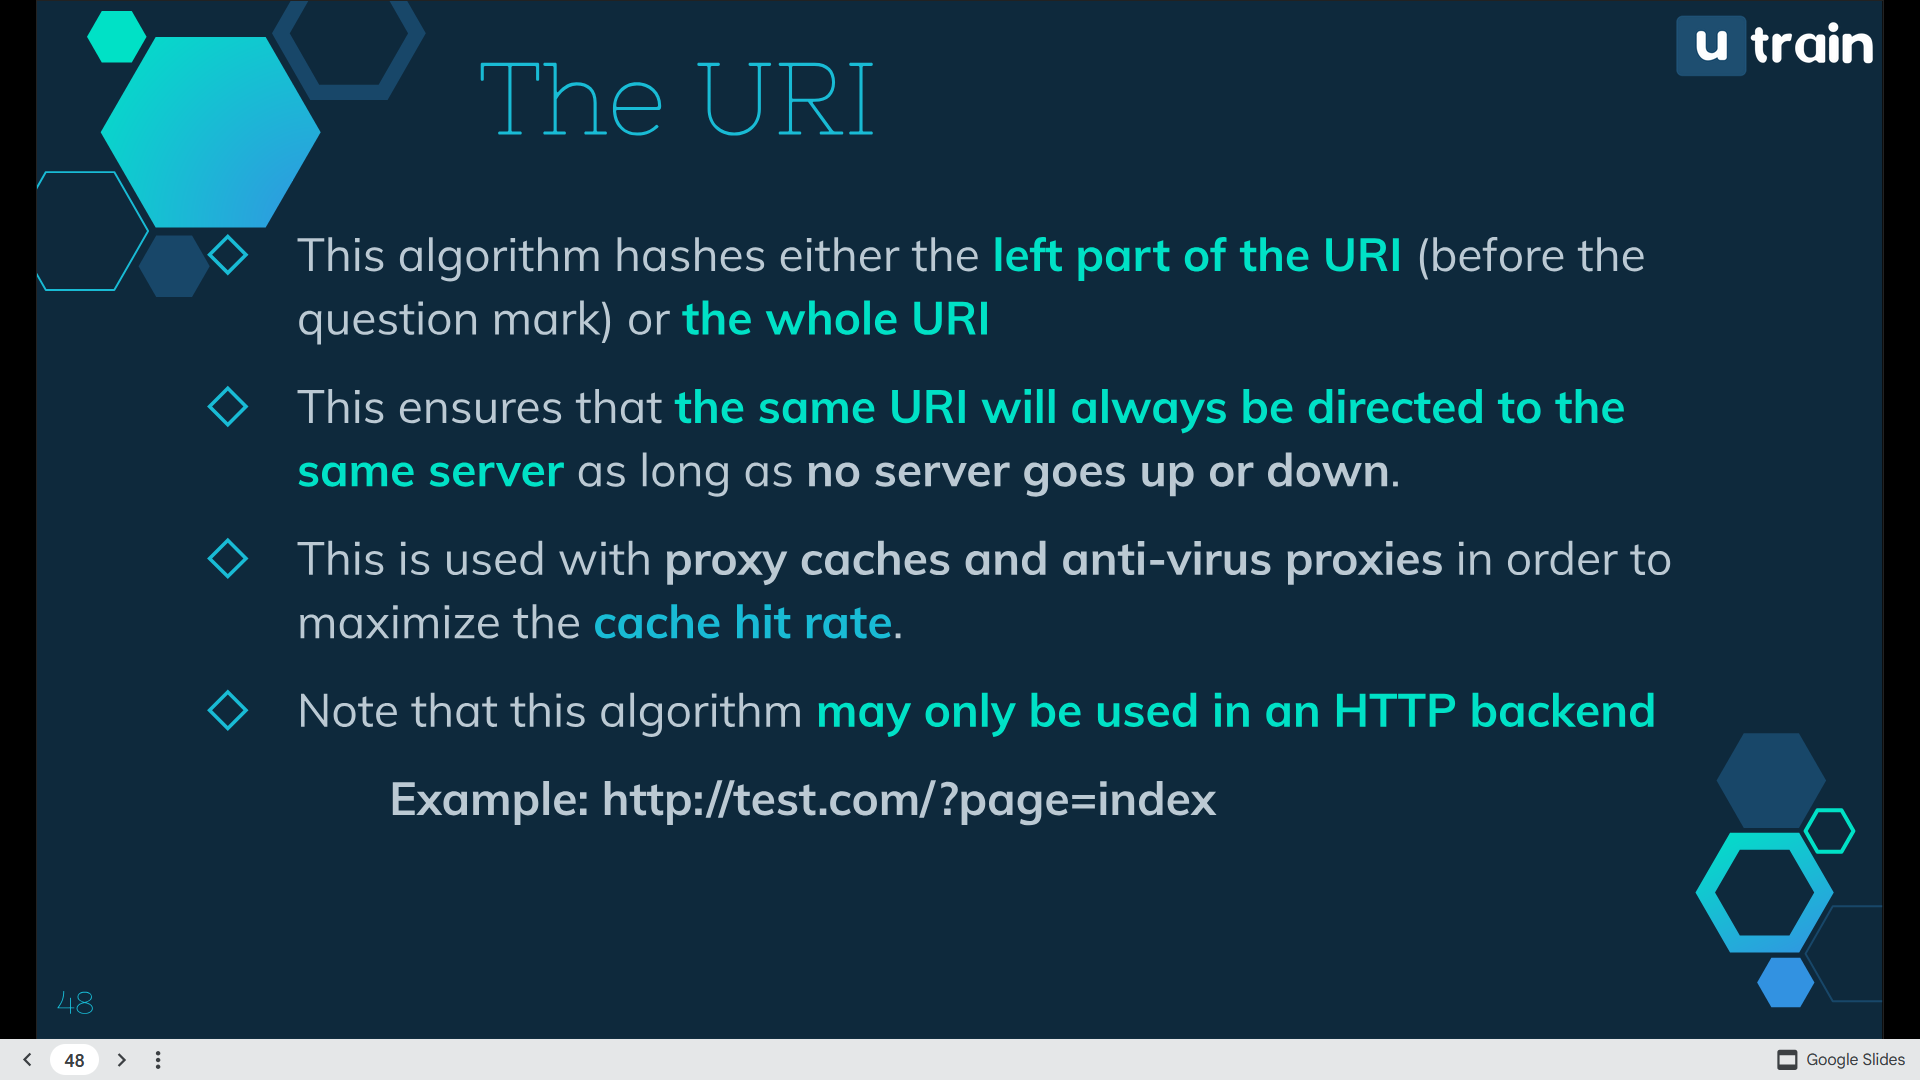 The URI
u train
This algorithm hashes either the left part of the URI (before the
question mark) or the whole URI
This ensures that the same URI will always be directed to the
same server as long as no server goes up or down.
This is used with proxy caches and anti-virus proxies in order to
maximize the cache hit rate.
Note that this algorithm may only be used in an HTTP backend
Example: http://test.com/?page=index
48
48
Google Slides